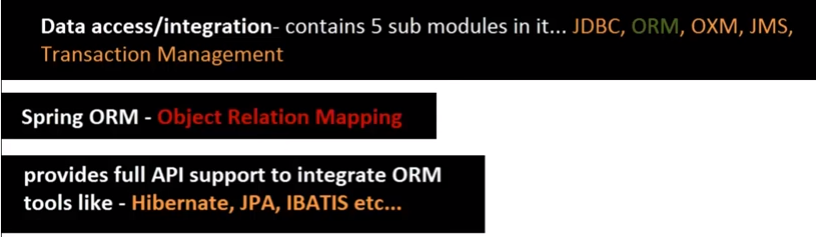 Data access/integration- contains 5 sub modules in it... JDBC, ORM, OXM, JMS,
Transaction Management
Spring ORM - Object Relation Mapping
provides full API support to integrate ORM
tools like - Hibernate, JPA, IBATIS etc...